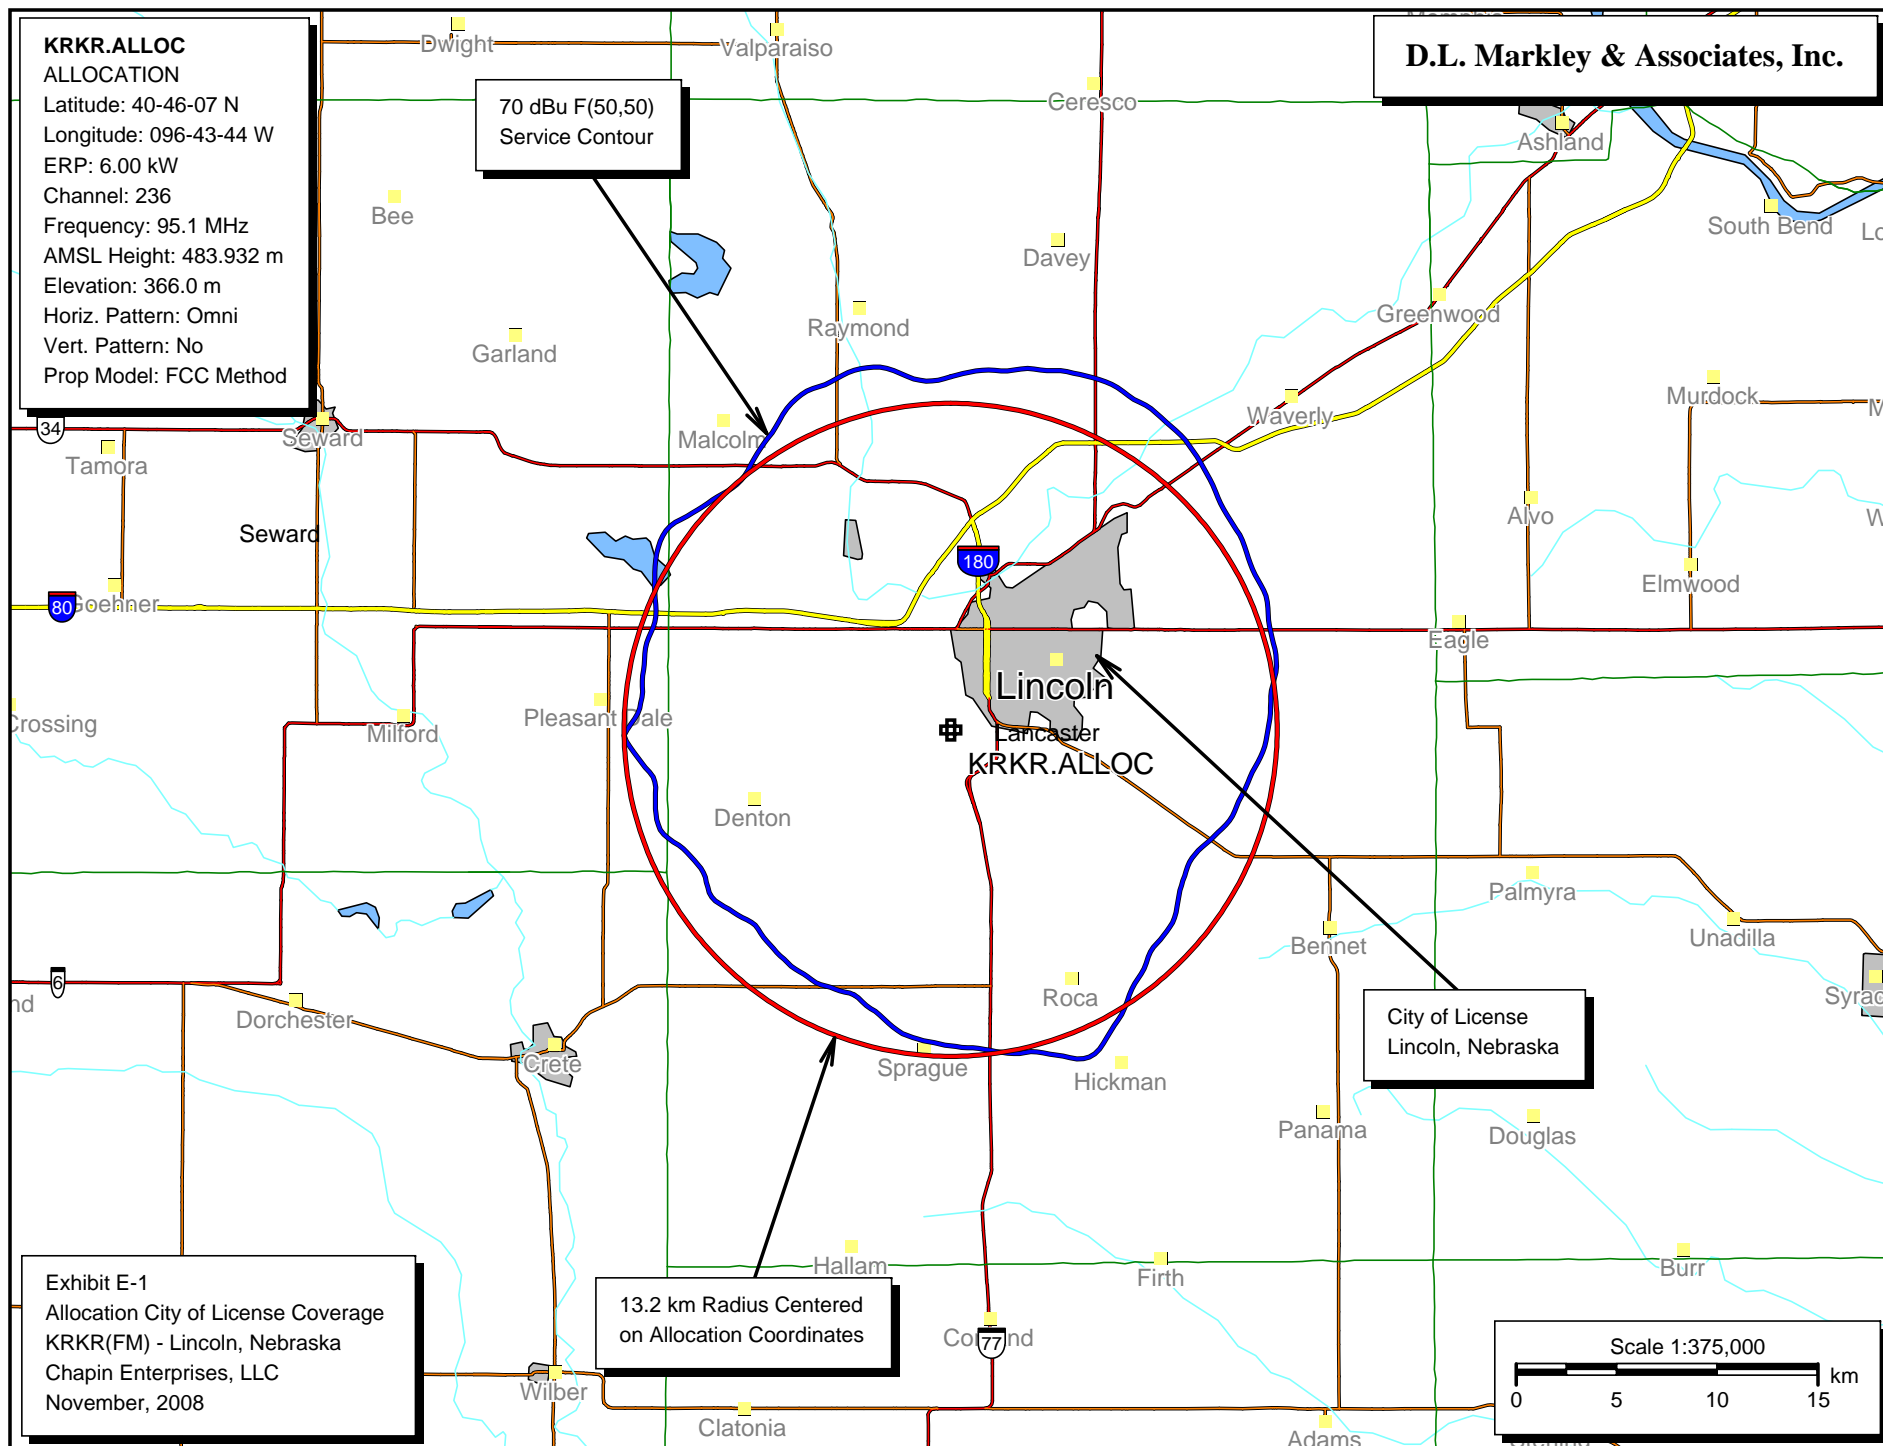 KRKR.ALLOC
ALLOCATION
Latitude: 40-46-07 N
Longitude: 096-43-44 W
ERP: 6.00 kW
Channel: 236
Frequency: 95.1 MHz
AMSL Height: 483.932 m
Elevation: 366.0 m
Horiz. Pattern: Omni
Vert. Pattern: No
Prop Model: FCC Method
D.L. Markley & Associates, Inc.
70 dBu F(50,50)
Service Contour
Dwight
Valparaiso
Ceresco
Ashland
Bee
Davey
South Bend
Lo
Raymond
Greenwood
Garland
Murdock
M
Malcolm
Waverly
34
Seward
Tamora
Seward
Alvo
W
180
Elmwood
80
Goehner
Eagle
Lincoln
Crossing
Milford
Pleasant Dale
Lancaster
KRKR.ALLOC
Denton
Palmyra
Bennet
Unadilla
6
nd
Dorchester
Roca
Syrac
City of License
Lincoln, Nebraska
Crete
Sprague
Hickman
Panama
Douglas
Hallam
Firth
Burr
Exhibit E-1
Allocation City of License Coverage
KRKR(FM) - Lincoln, Nebraska
Chapin Enterprises, LLC
November, 2008
13.2 km Radius Centered
on Allocation Coordinates
77
Wilber
Clatonia
Adams
Scale 1:375,000
km
0 5 10 15